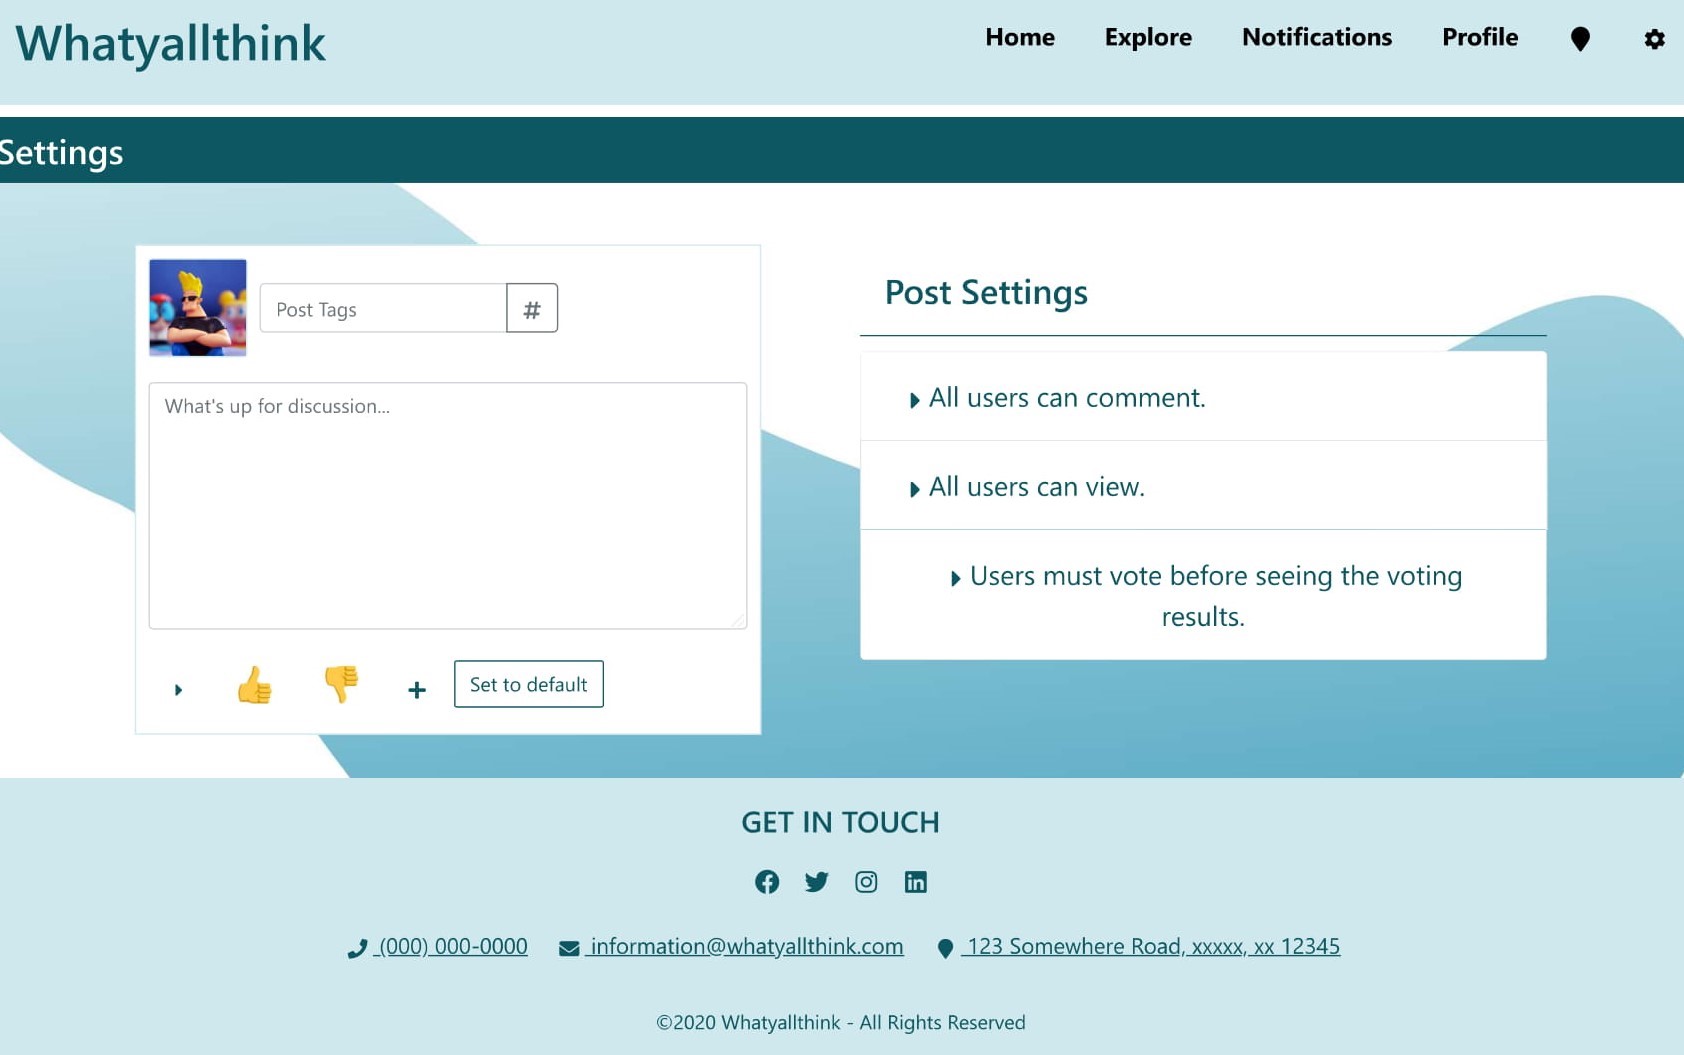 Whatyallthink
Home Explore Notifications Profile
Settings
Post Tags #
What's up for discussion...
Set to default
Post Settings
All users can comment.
All users can view.
Users must vote before seeing the voting
results.
GET IN TOUCH
(000) 000-0000 information@whatyallthink.com 123 Somewhere Road, xxxxx, xx 12345
©2020 Whatyallthink - All Rights Reserved